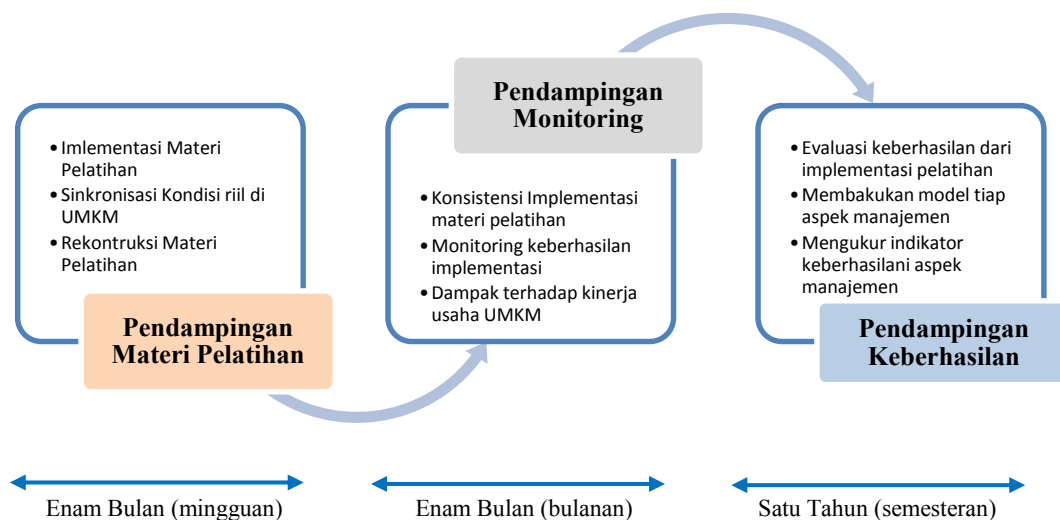 • Imlementasi Materi
Pelatihan
• Sinkronisasi Kondisi riil di
UMKM
• Rekontruksi Materi
Pelatihan
Pendampingan
Materi Pelatihan
Pendampingan
Monitoring
• Konsistensi Implementasi
materi pelatihan
• Monitoring keberhasilan
implementasi
• Dampak terhadap kinerja
usaha UMKM
• Evaluasi keberhasilan dari
implementasi pelatihan
• Membakukan model tiap
aspek manajemen
• Mengukur indikator
keberhasilani aspek
manajemen
Pendampingan
Keberhasilan
Enam Bulan (mingguan)
Enam Bulan (bulanan)
Satu Tahun (semesteran)